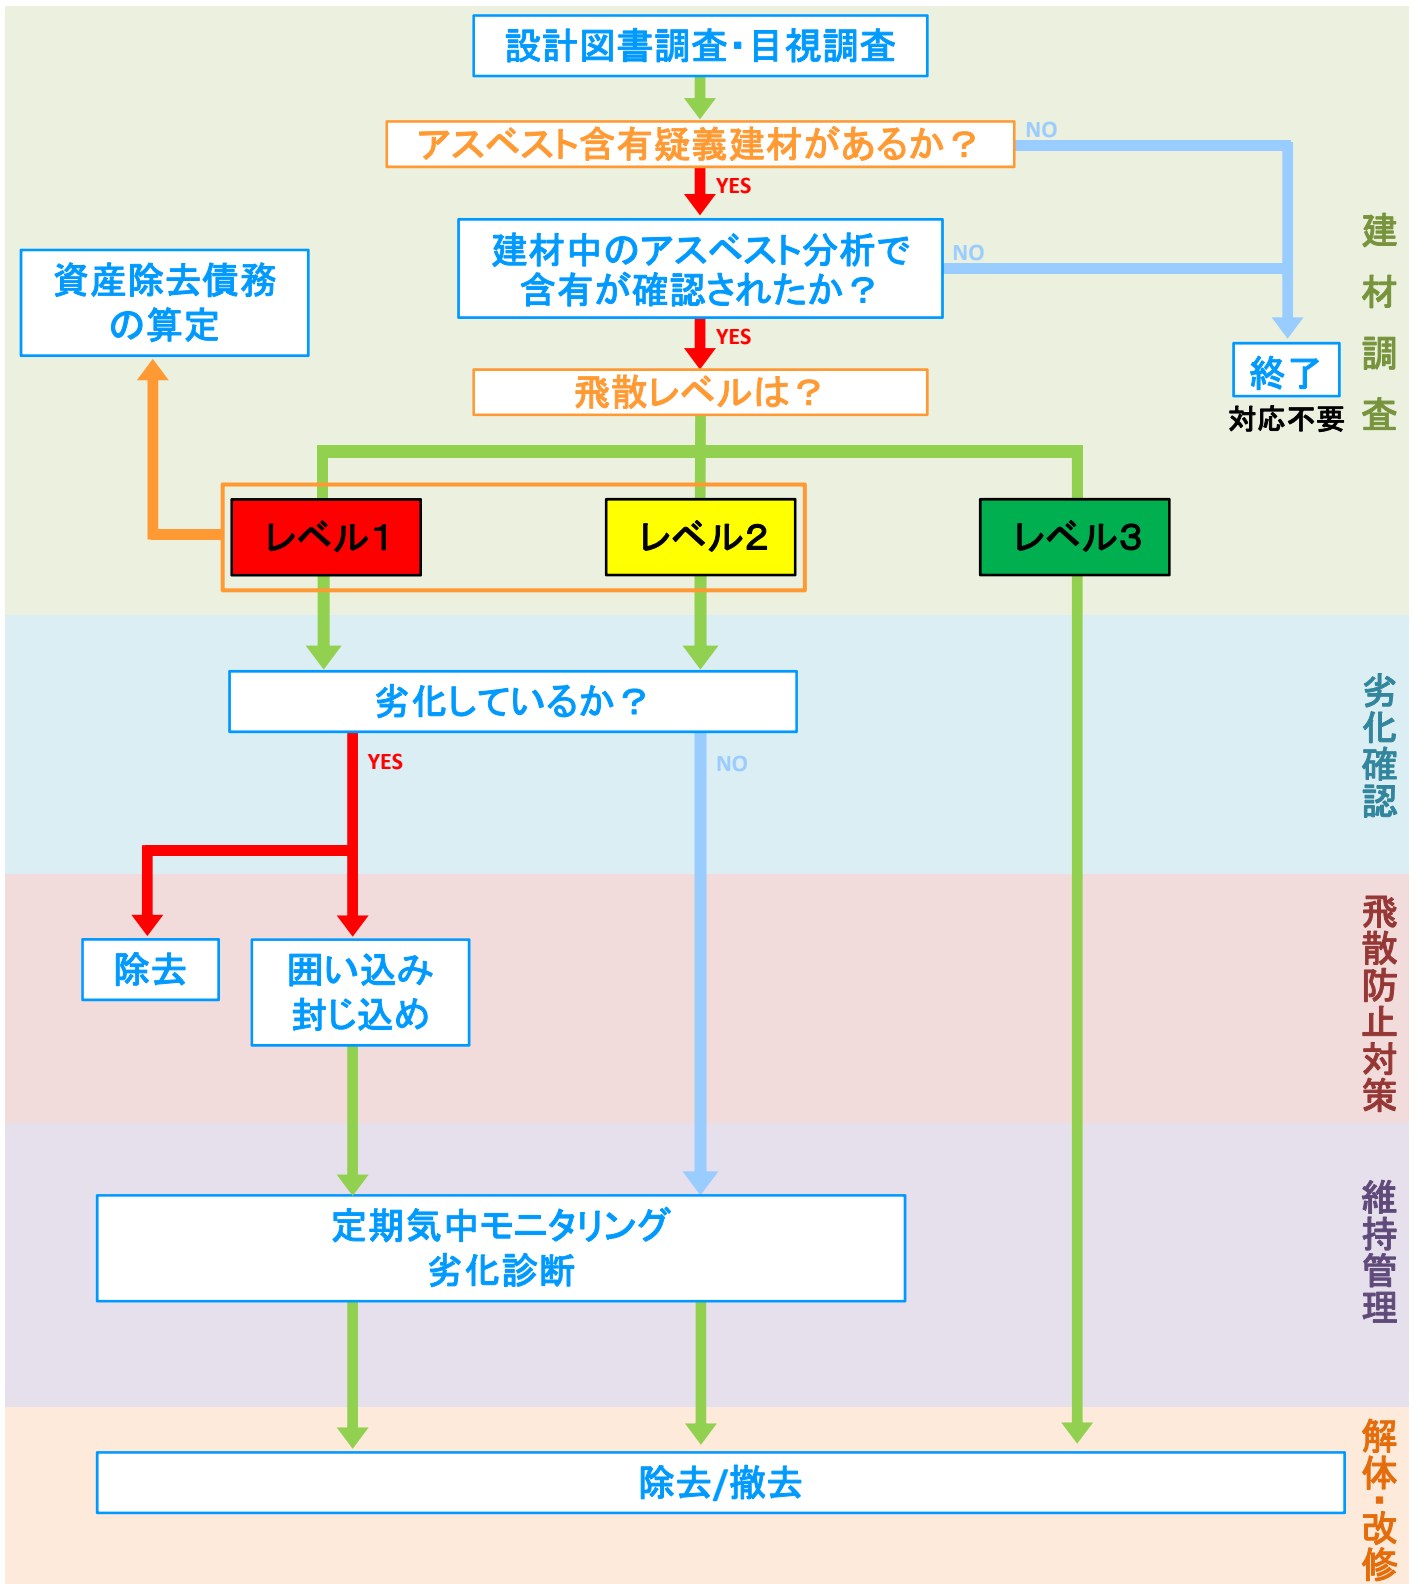 設計図書調査・目視調査
アスベスト含有疑義建材があるか？
NO
YES
建材中のアスベスト分析で
含有が確認されたか？
NO
YES
資産除去債務
の算定
飛散レベルは？
終了
対応不要
建材調査
レベル1
レベル2
レベル3
劣化しているか？
YES
NO
劣化確認
除去
囲い込み
封じ込め
飛散防止対策
定期気中モニタリング
劣化診断
維持管理
除去/撤去
解体・改修